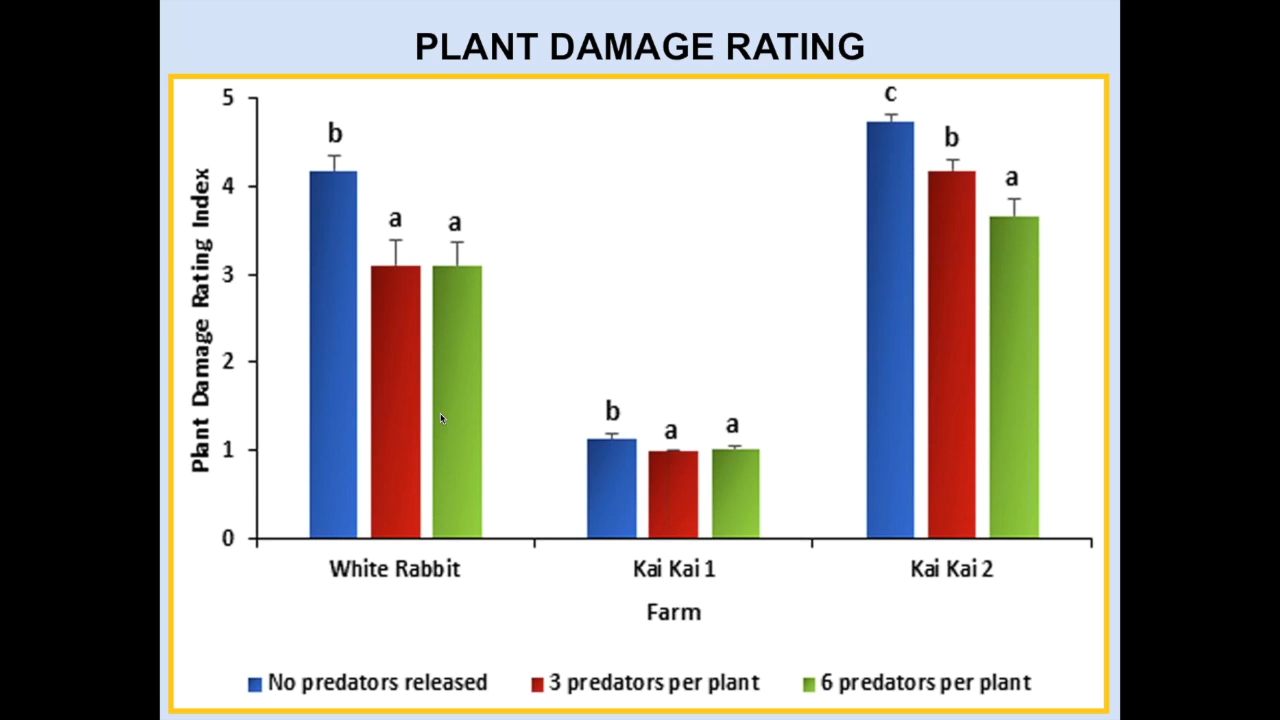 PLANT DAMAGE RATING
Plant Damage Rating Index
5
4
3
2
1
0
b
a
a
b
a
a
c
b
a
White Rabbit
Kai Kai 1
Kai Kai 2
Farm
No predators released
3 predators per plant
6 predators per plant